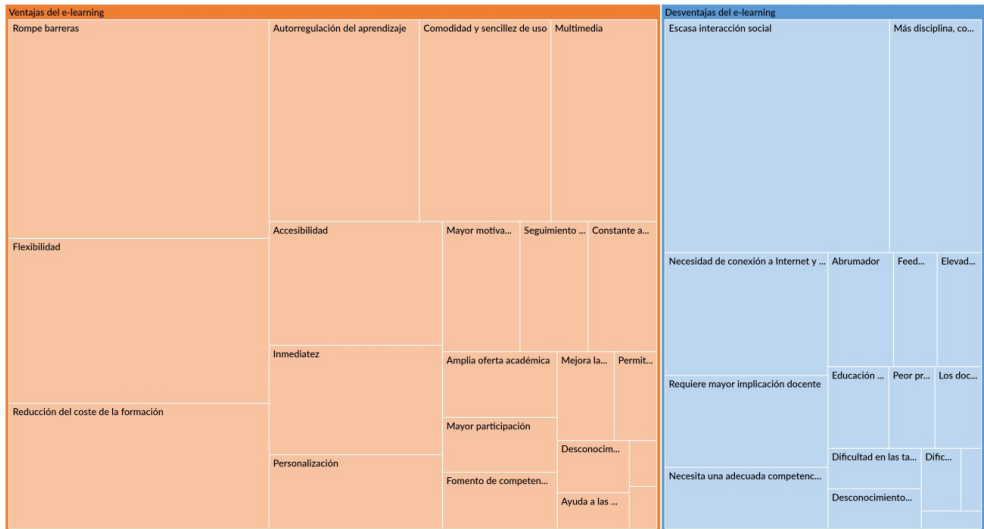 Ventajas del e-learning
Rompe barreras
Autorregulación del aprendizaje
Comodidad y sencillez de uso
Multimedia
Flexibilidad
Accesibilidad
Mayor motiva...
Seguimiento ...
Constante a...
Inmediatez
Amplia oferta académica
Mejora la...
Permit...
Reducción del coste de la formación
Mayor participación
Desconocim...
Personalización
Fomento de competen...
Ayuda a las ...
Desventajas del e-learning
Escasa interacción social
Más disciplina, co...
Necesidad de conexión a Internet y ...
Abrumador
Feed...
Elevad...
Requiere mayor implicación docente
Educación ...
Peor pr...
Los doc...
Dificultad en las ta...
Dific...
Necesita una adecuada competenc...
Desconocimiento...